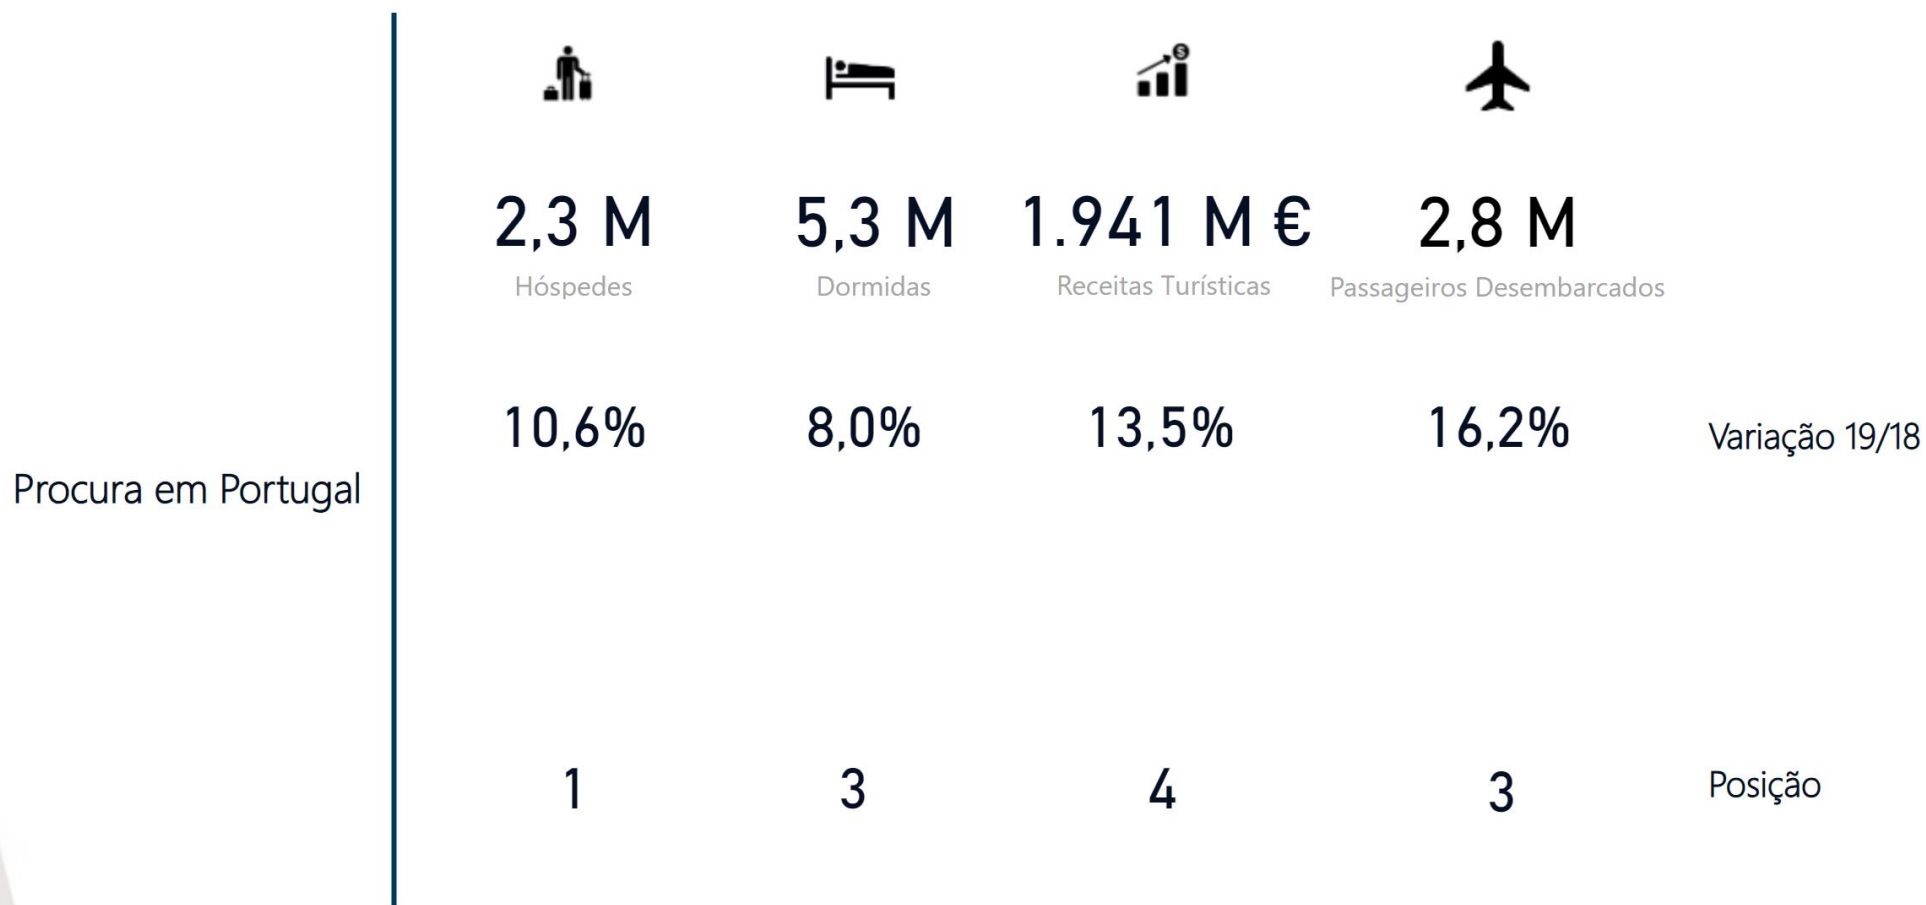 2,3 M 5,3 M 1.941 M € 2,8 M
Hóspedes Dormidas Receitas Turísticas Passageiros Desembarcados
10,6% 8,0% 13,5% 16,2% Variação 19/18
Procura em Portugal
1 3 4 3 Posição